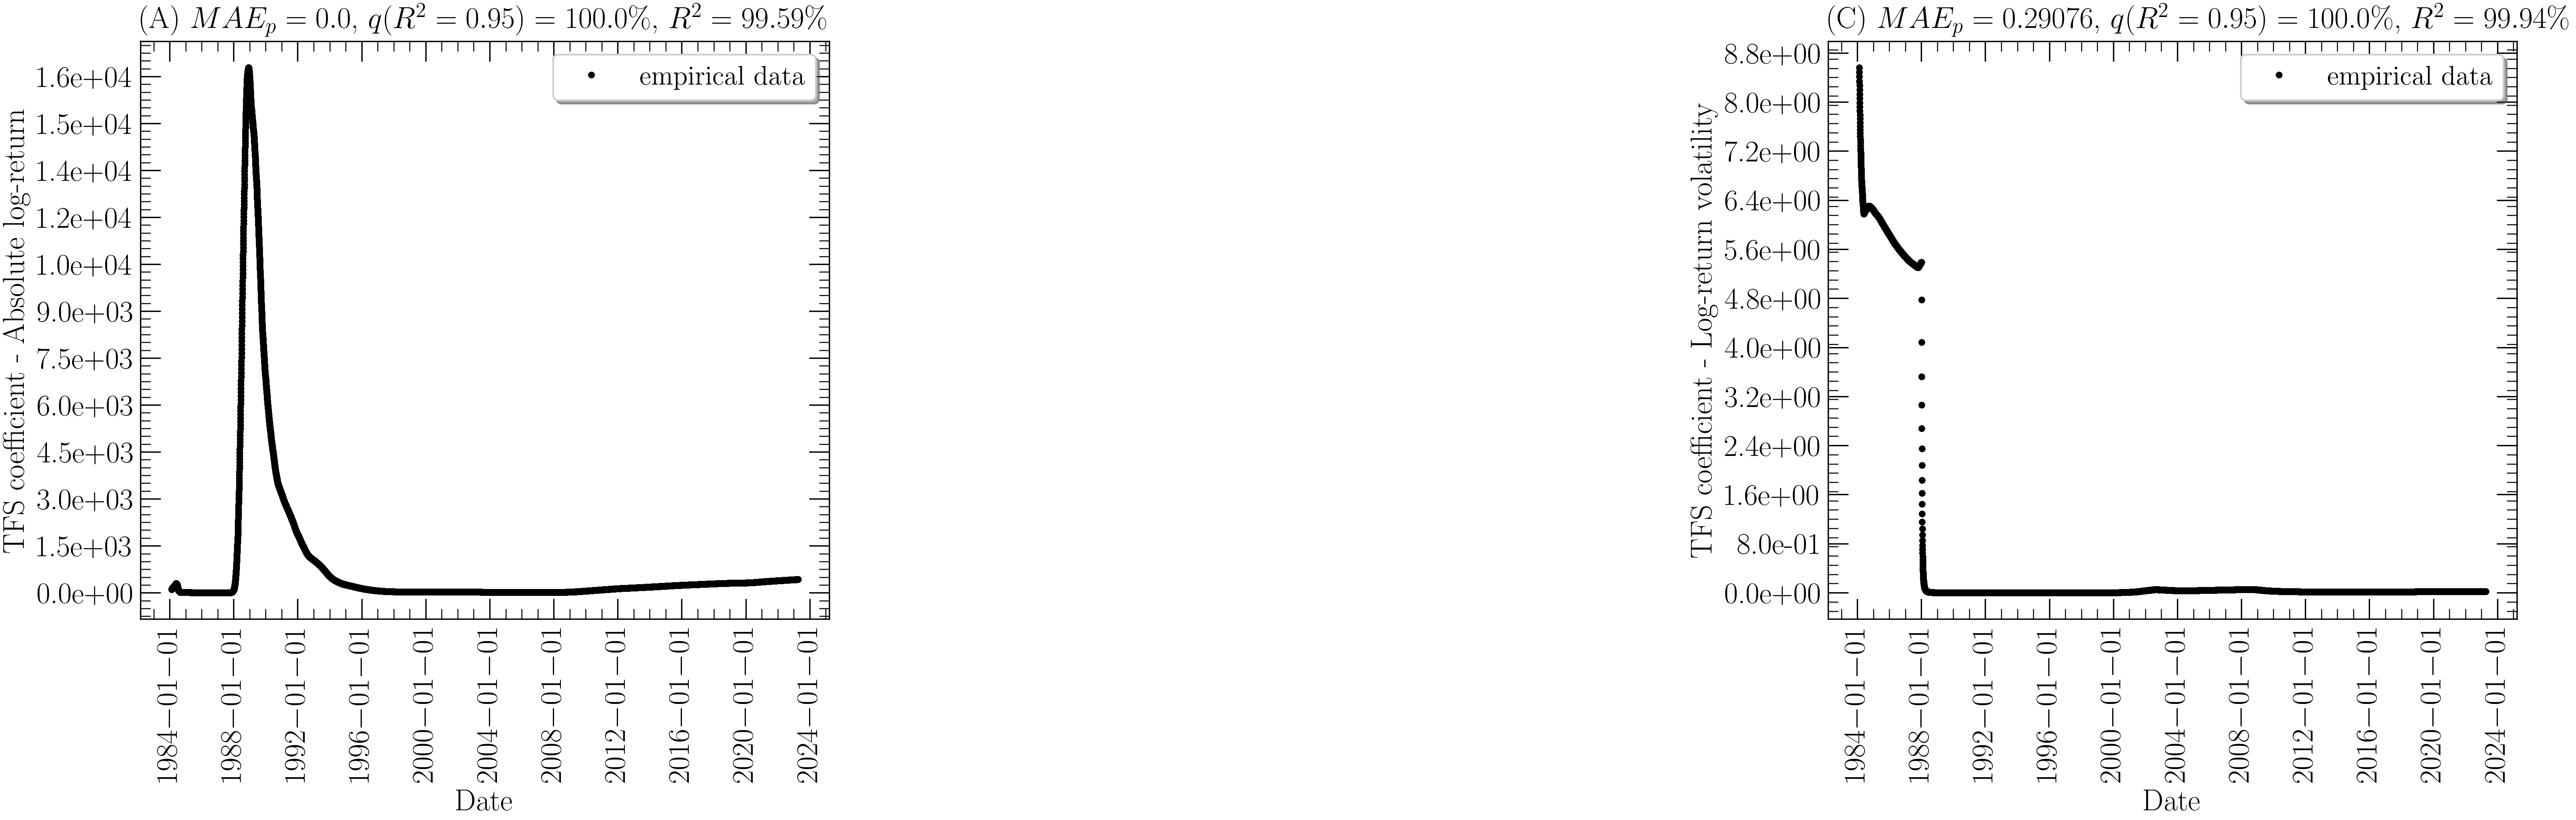 (A) MAE_p = 0.0, q(R² = 0.95) = 100.0%, R² = 99.59%
empirical data
TFS coefficient - Absolute log-return
1.6e+04
1.5e+04
1.4e+04
1.2e+04
1.0e+04
9.0e+03
7.5e+03
6.0e+03
4.5e+03
3.0e+03
1.5e+03
0.0e+00
1984−01−01
1988−01−01
1992−01−01
1996−01−01
2000−01−01
2004−01−01
2008−01−01
2012−01−01
2016−01−01
2020−01−01
2024−01−01
Date
(C) MAE_p = 0.29076, q(R² = 0.95) = 100.0%, R² = 99.94%
empirical data
TFS coefficient - Log-return volatility
8.8e+00
8.0e+00
7.2e+00
6.4e+00
5.6e+00
4.8e+00
4.0e+00
3.2e+00
2.4e+00
1.6e+00
8.0e-01
0.0e+00
1984−01−01
1988−01−01
1992−01−01
1996−01−01
2000−01−01
2004−01−01
2008−01−01
2012−01−01
2016−01−01
2020−01−01
2024−01−01
Date